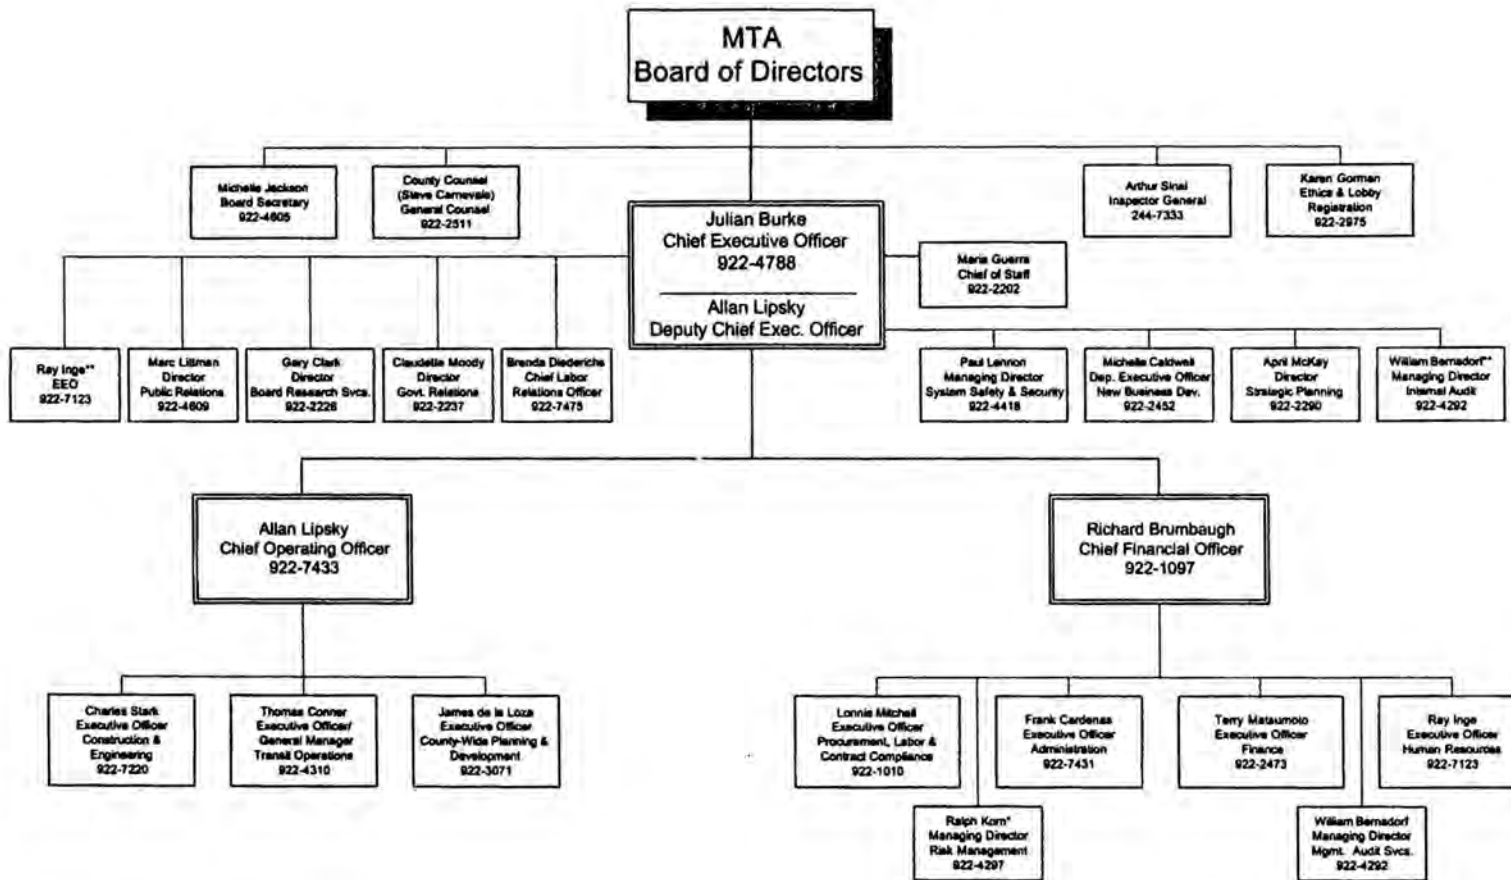 MTA
Board of Directors
Michelle Jackson
Board Secretary
922-4605
County Counsel
(Steve Carnevale)
General Counsel
922-2511
Arthur Sinai
Inspector General
244-7333
Karen Gorman
Ethics & Lobby
Registration
922-2975
Julian Burke
Chief Executive Officer
922-4788
Allan Lipsky
Deputy Chief Exec. Officer
Maria Guerra
Chief of Staff
922-2202
Ray Inge**
EEO
922-7123
Marc Littman
Director
Public Relations
922-4609
Gary Clark
Director
Board Research Svcs.
922-2226
Claudette Moody
Director
Govt. Relations
922-2237
Brenda Diederichs
Chief Labor
Relations Officer
922-7475
Paul Lennon
Managing Director
System Safety & Security
922-4418
Michelle Caldwell
Dep. Executive Officer
New Business Dev.
922-2452
April McKay
Director
Strategic Planning
922-2290
William Bernsdorf**
Managing Director
Internal Audit
922-4292
Allan Lipsky
Chief Operating Officer
922-7433
Richard Brumbaugh
Chief Financial Officer
922-1097
Charles Stark
Executive Officer
Construction &
Engineering
922-7220
Thomas Conner
Executive Officer/
General Manager
Transit Operations
922-4310
James de la Loza
Executive Officer
County-Wide Planning &
Development
922-3071
Lonnie Mitchell
Executive Officer
Procurement, Labor &
Contract Compliance
922-1010
Frank Cardenas
Executive Officer
Administration
922-7431
Terry Matsumoto
Executive Officer
Finance
922-2473
Ray Inge
Executive Officer
Human Resources
922-7123
Ralph Korn*
Managing Director
Risk Management
922-4297
William Bernsdorf
Managing Director
Mgmt. Audit Svcs.
922-4292